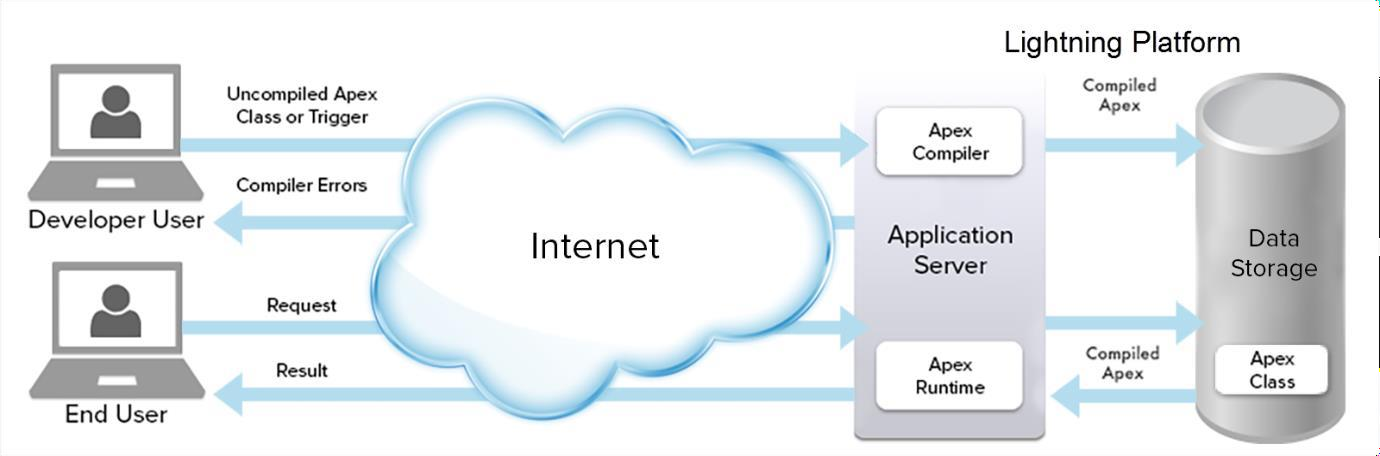 Lightning Platform
Uncompiled Apex
Class or Trigger
Compiler Errors
Developer User
Request
Result
End User
Internet
Apex
Compiler
Application
Server
Apex
Runtime
Compiled
Apex
Compiled
Apex
Data
Storage
Apex
Class